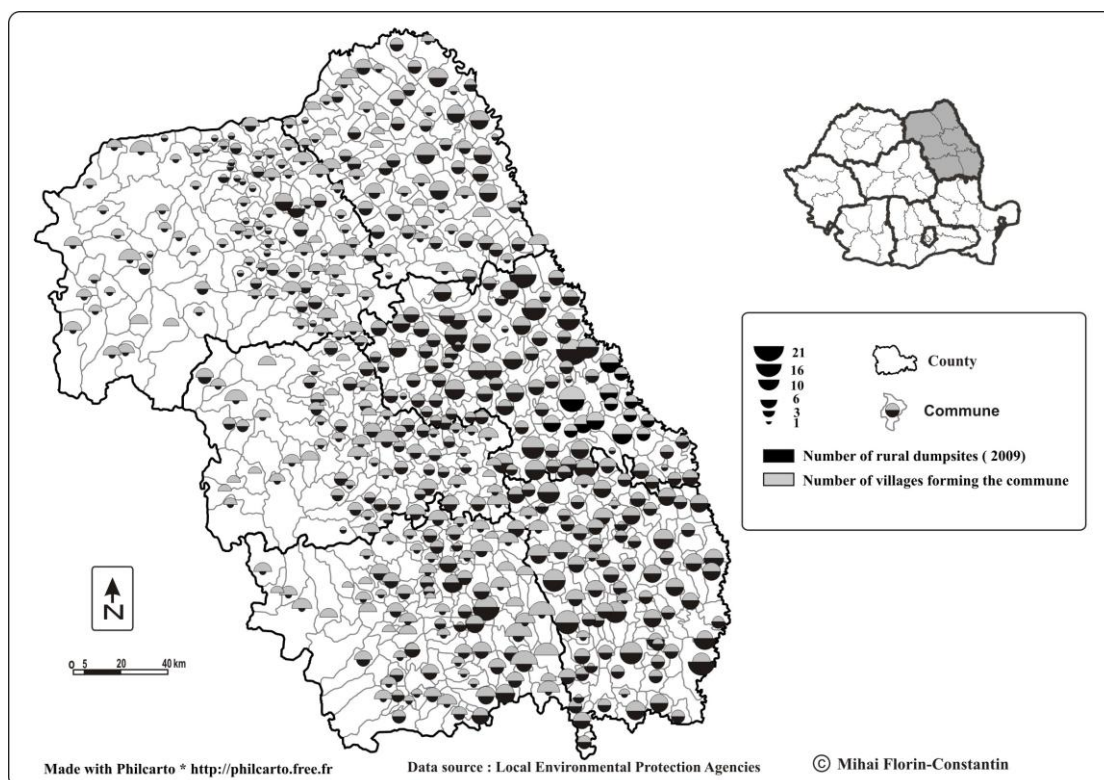 21
16
10
6
3
1
County
Commune
Number of rural dumpsites ( 2009)
Number of villages forming the commune
N
0 5 20 40 km
Made with Philcarto * http://philcarto.free.fr
Data source : Local Environmental Protection Agencies
© Mihai Florin-Constantin